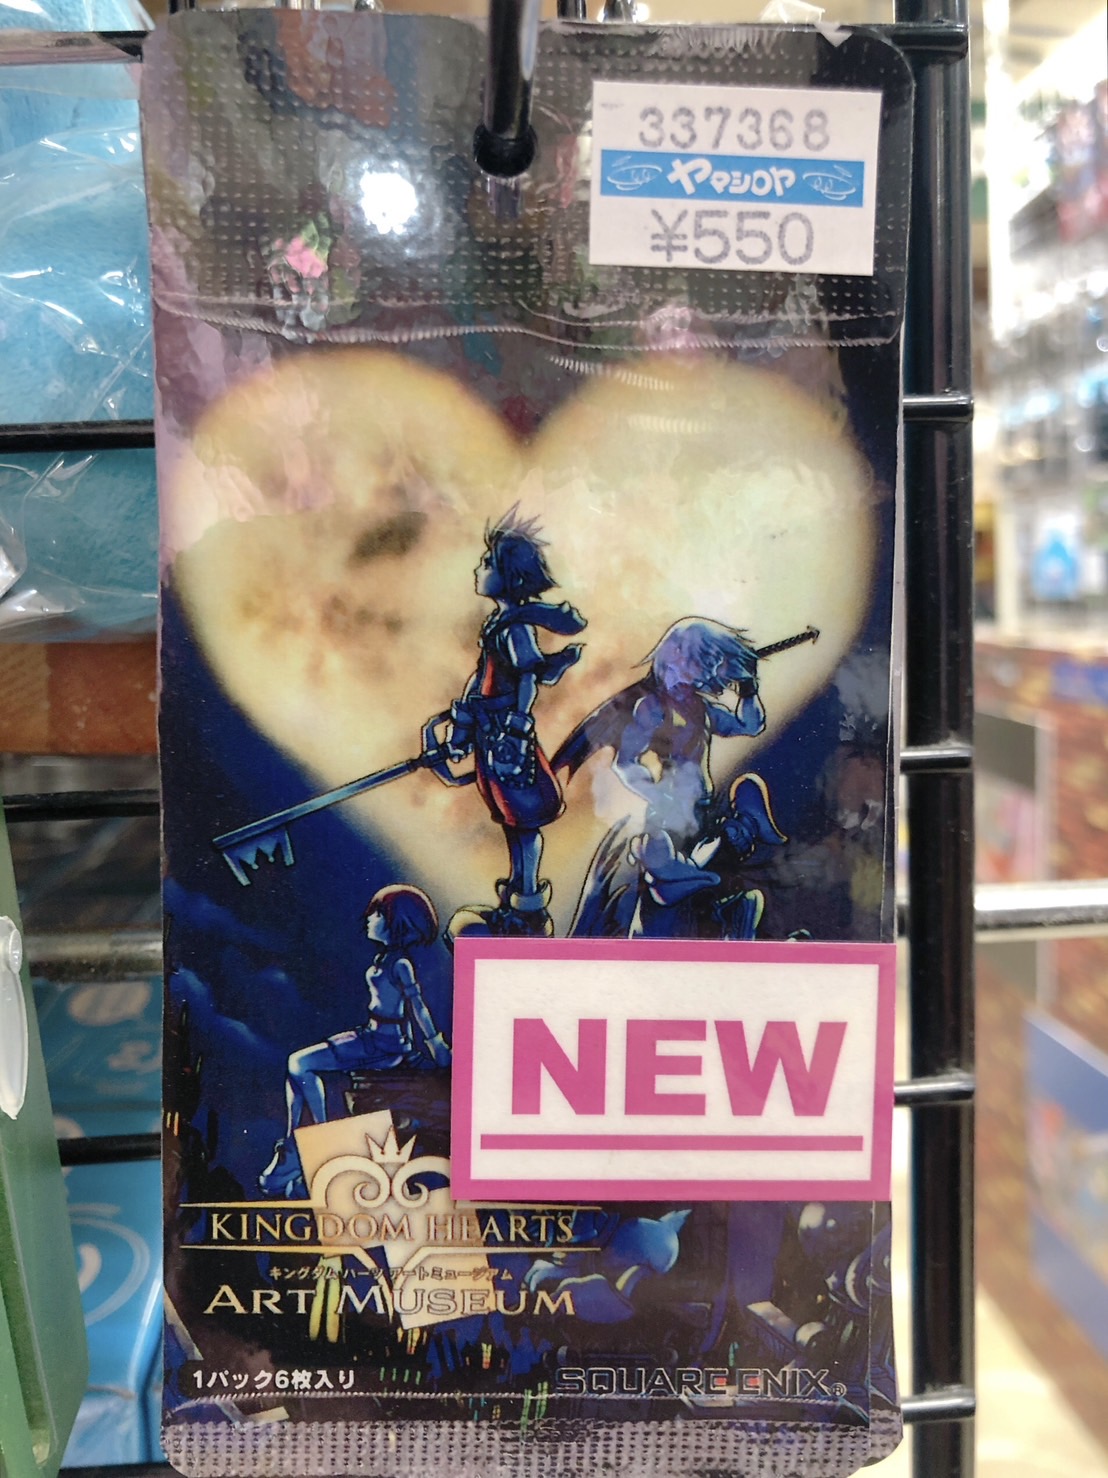 337368
ヤマシロヤ
¥550
NEW
KINGDOM HEARTS
キングダム ハーツ アートミュージアム
ART MUSEUM
1パック6枚入り
SQUARE ENIX®